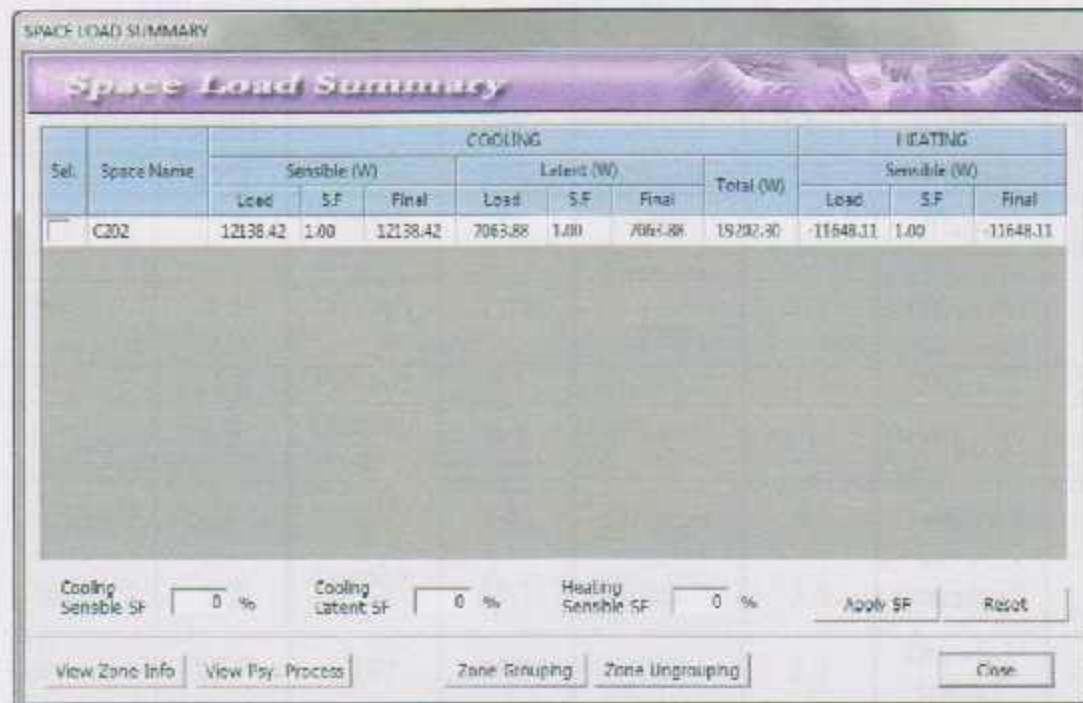 SPACE LOAD SUMMARY
Space Load Summary
Sel. Space Name COOLING HEATING
Sensible (W) Latent (W) Total (W) Sensible (W)
Load S.F Final Load S.F Final Load S.F Final
C202 12138.42 1.00 12138.42 7063.88 1.00 7063.88 19202.30 -11648.11 1.00 -11648.11
Cooling Sensible SF 0 % Cooling Latent SF 0 % Heating Sensible SF 0 % Apply SF Reset
View Zone Info View Psy. Process Zone Grouping Zone Ungrouping Close